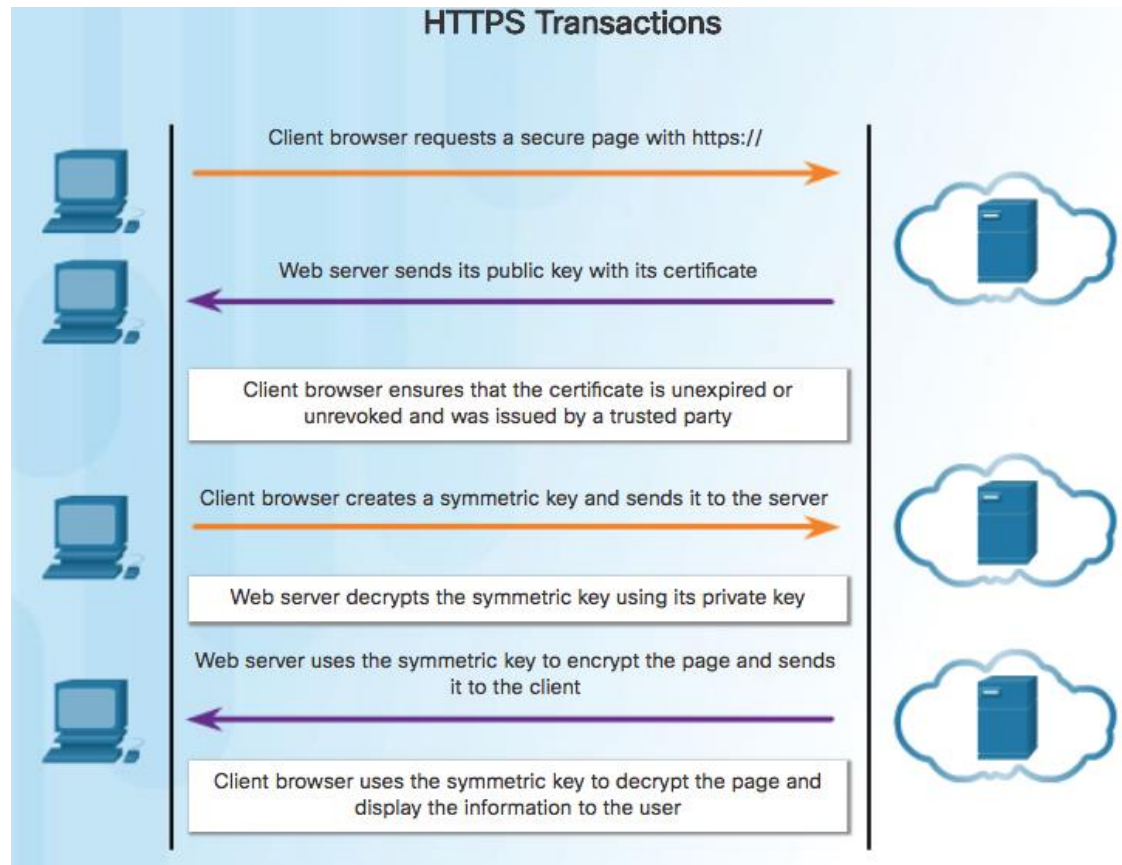 HTTPS Transactions
Client browser requests a secure page with https://
Web server sends its public key with its certificate
Client browser ensures that the certificate is unexpired or
unrevoked and was issued by a trusted party
Client browser creates a symmetric key and sends it to the server
Web server decrypts the symmetric key using its private key
Web server uses the symmetric key to encrypt the page and sends
it to the client
Client browser uses the symmetric key to decrypt the page and
display the information to the user